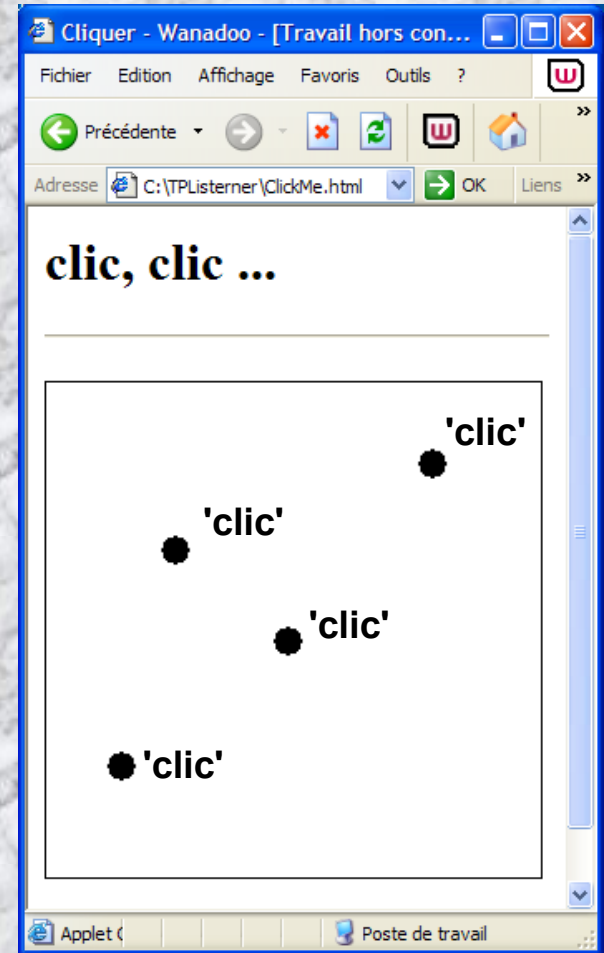 Cliquer - Wanadoo - [Travail hors con...
Fichier Edition Affichage Favoris Outils ?
W
Précédente W »
Adresse C:\TPListerner\ClickMe.html OK Liens »
clic, clic ...
'clic'
'clic'
'clic'
'clic'
Applet Poste de travail